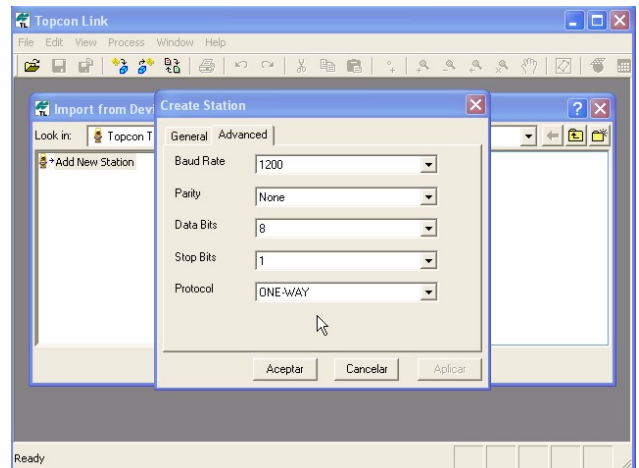 Topcon Link
File Edit View Process Window Help
Import from Devi
Create Station
Look in: Topcon T
General Advanced
Add New Station
Baud Rate 1200
Parity None
Data Bits 8
Stop Bits 1
Protocol ONE-WAY
Aceptar Cancelar Aplicar
Ready